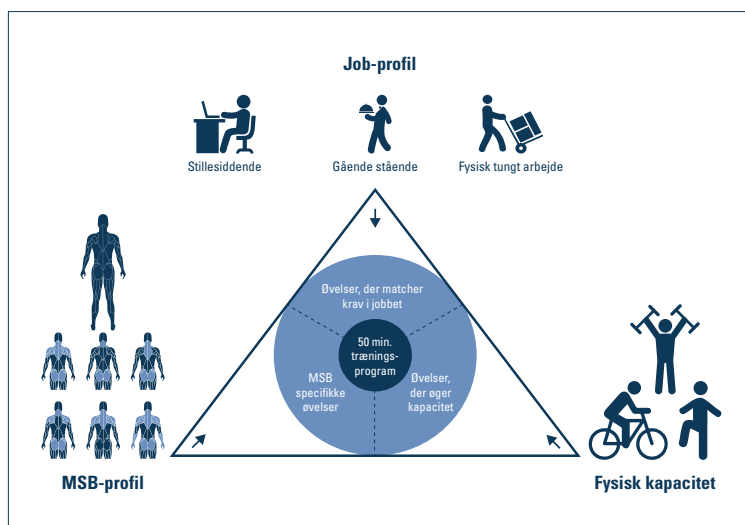 Job-profil
Stillesiddende
Gående stående
Fysisk tungt arbejde
Øvelser, der matcher
krav i jobbet
50 min.
trænings-
program
MSB
specifikke
øvelser
Øvelser,
der øger
kapacitet
MSB-profil
Fysisk kapacitet